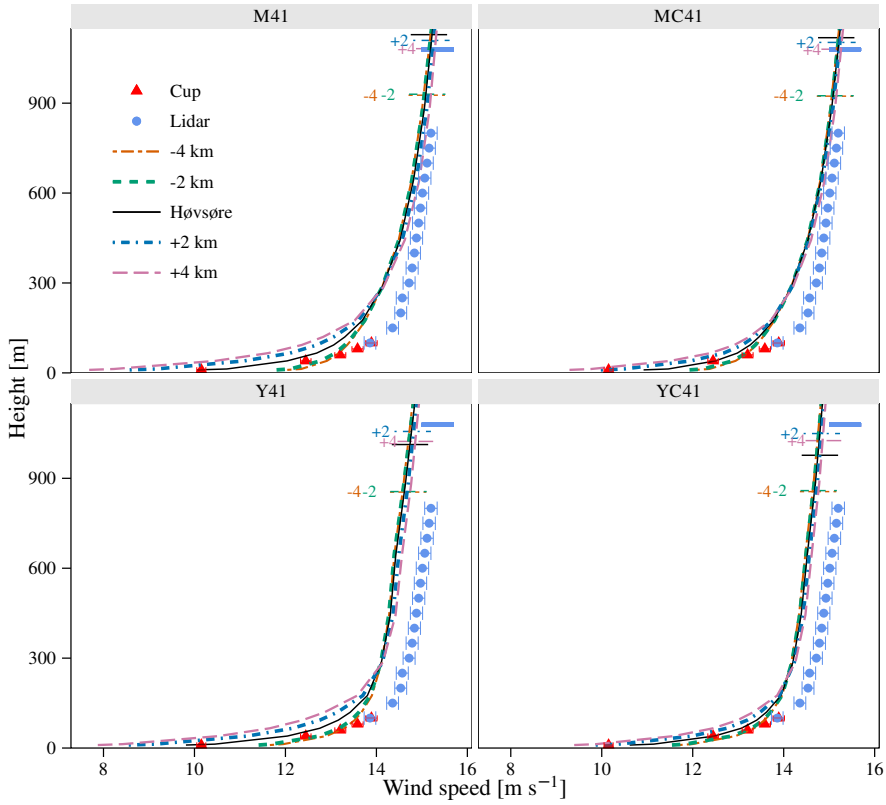 M41
MC41
+2
+4
-4 -2
+2
+4
-4 -2
900
600
300
0
Cup
Lidar
-4 km
-2 km
Høvsøre
+2 km
+4 km
Y41
YC41
+2
+4
-4 -2
+2
+4
-4 -2
900
600
300
0
Height [m]
8 10 12 14 16
8 10 12 14 16
Wind speed [m s⁻¹]